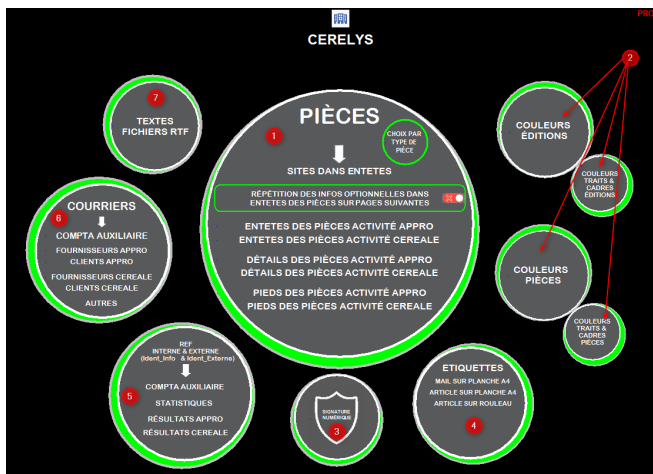 PRO
CERELYS
7
TEXTES
FICHIERS RTF
1
PIÈCES
CHOIX PAR
TYPE DE
PIÈCE
SITES DANS ENTETES
RÉPÉTITION DES INFOS OPTIONNELLES DANS
ENTETES DES PIÈCES SUR PAGES SUIVANTES
ENTETES DES PIÈCES ACTIVITÉ APPRO
ENTETES DES PIÈCES ACTIVITÉ CEREALE
DÉTAILS DES PIÈCES ACTIVITÉ APPRO
DÉTAILS DES PIÈCES ACTIVITÉ CEREALE
PIEDS DES PIÈCES ACTIVITÉ APPRO
PIEDS DES PIÈCES ACTIVITÉ CEREALE
2
COULEURS
ÉDITIONS
COULEURS
TRAITS &
CADRES
ÉDITIONS
COULEURS
PIÈCES
COULEURS
TRAITS &
CADRES
PIÈCES
COURRIERS
6
COMPTA AUXILIAIRE
FOURNISSEURS APPRO
CLIENTS APPRO
FOURNISSEURS CEREALE
CLIENTS CEREALE
AUTRES
REF
INTERNE & EXTERNE
(Ident_Info & Ident_Externe)
5
COMPTA AUXILIAIRE
STATISTIQUES
RÉSULTATS APPRO
RÉSULTATS CEREALE
SIGNATURE
NUMÉRIQUE
3
ETIQUETTES
MAIL SUR PLANCHE A4
ARTICLE SUR PLANCHE A4
ARTICLE SUR ROULEAU
4